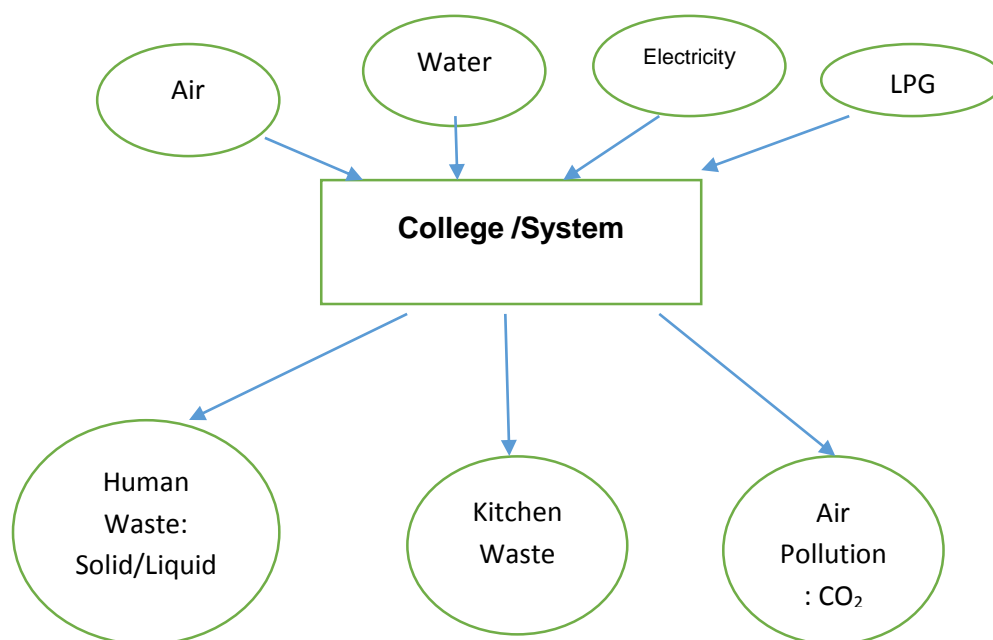 Air
Water
Electricity
LPG
College /System
Human
Waste:
Solid/Liquid
Kitchen
Waste
Air
Pollution
: CO₂